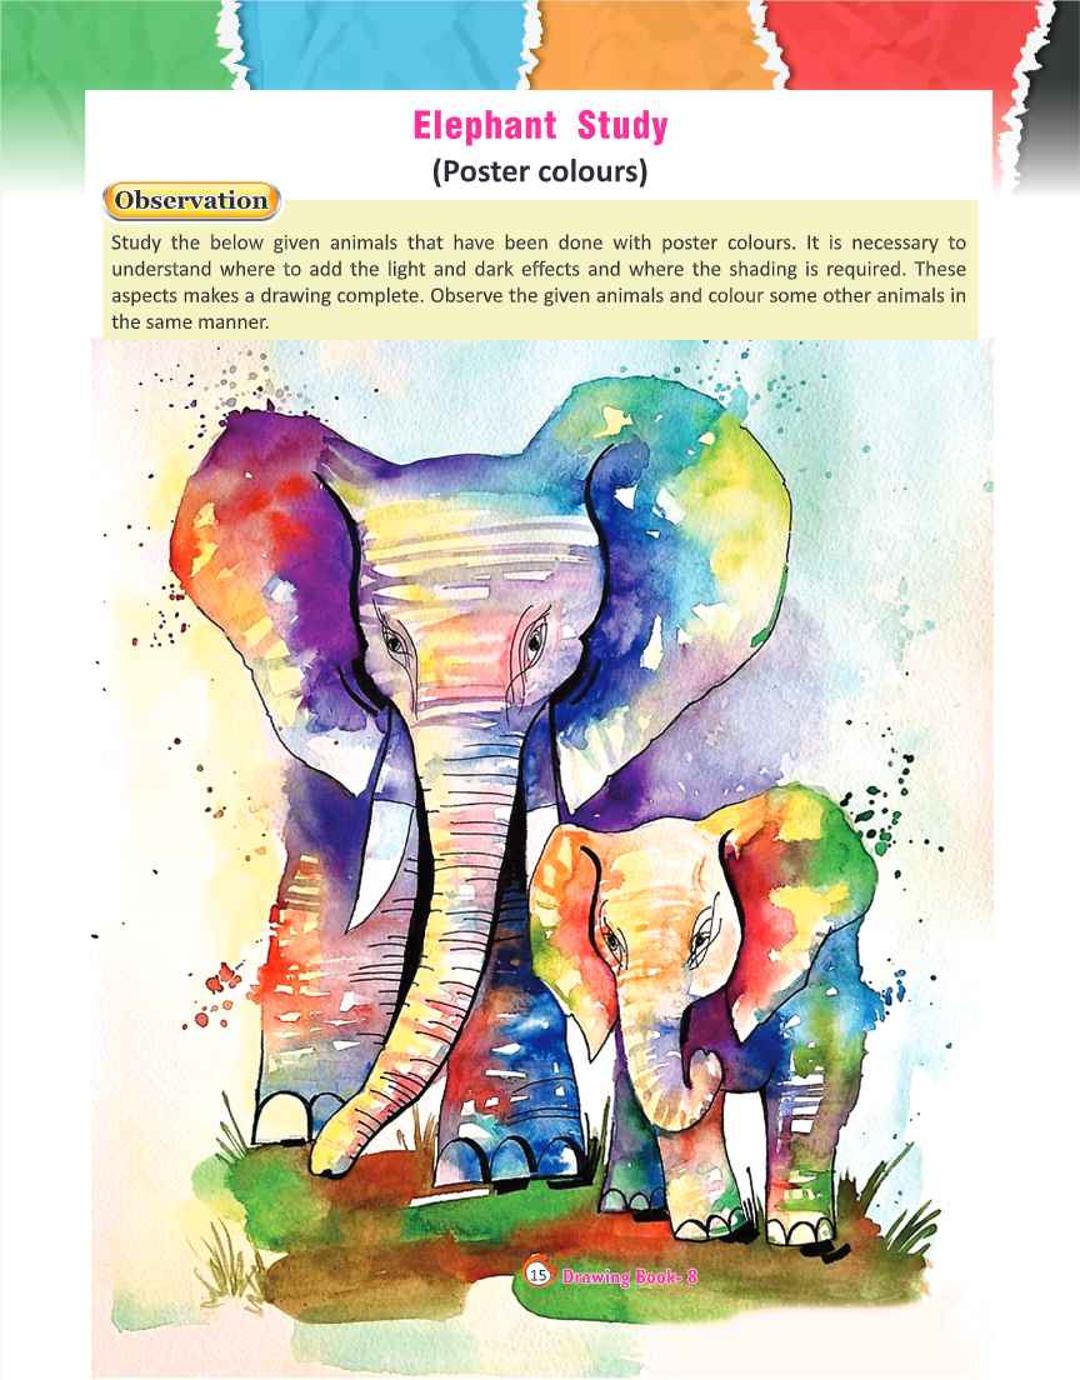 Elephant Study
(Poster colours)
Observation
Study the below given animals that have been done with poster colours. It is necessary to
understand where to add the light and dark effects and where the shading is required. These
aspects makes a drawing complete. Observe the given animals and colour some other animals in
the same manner.
15 Drawing Book- 8